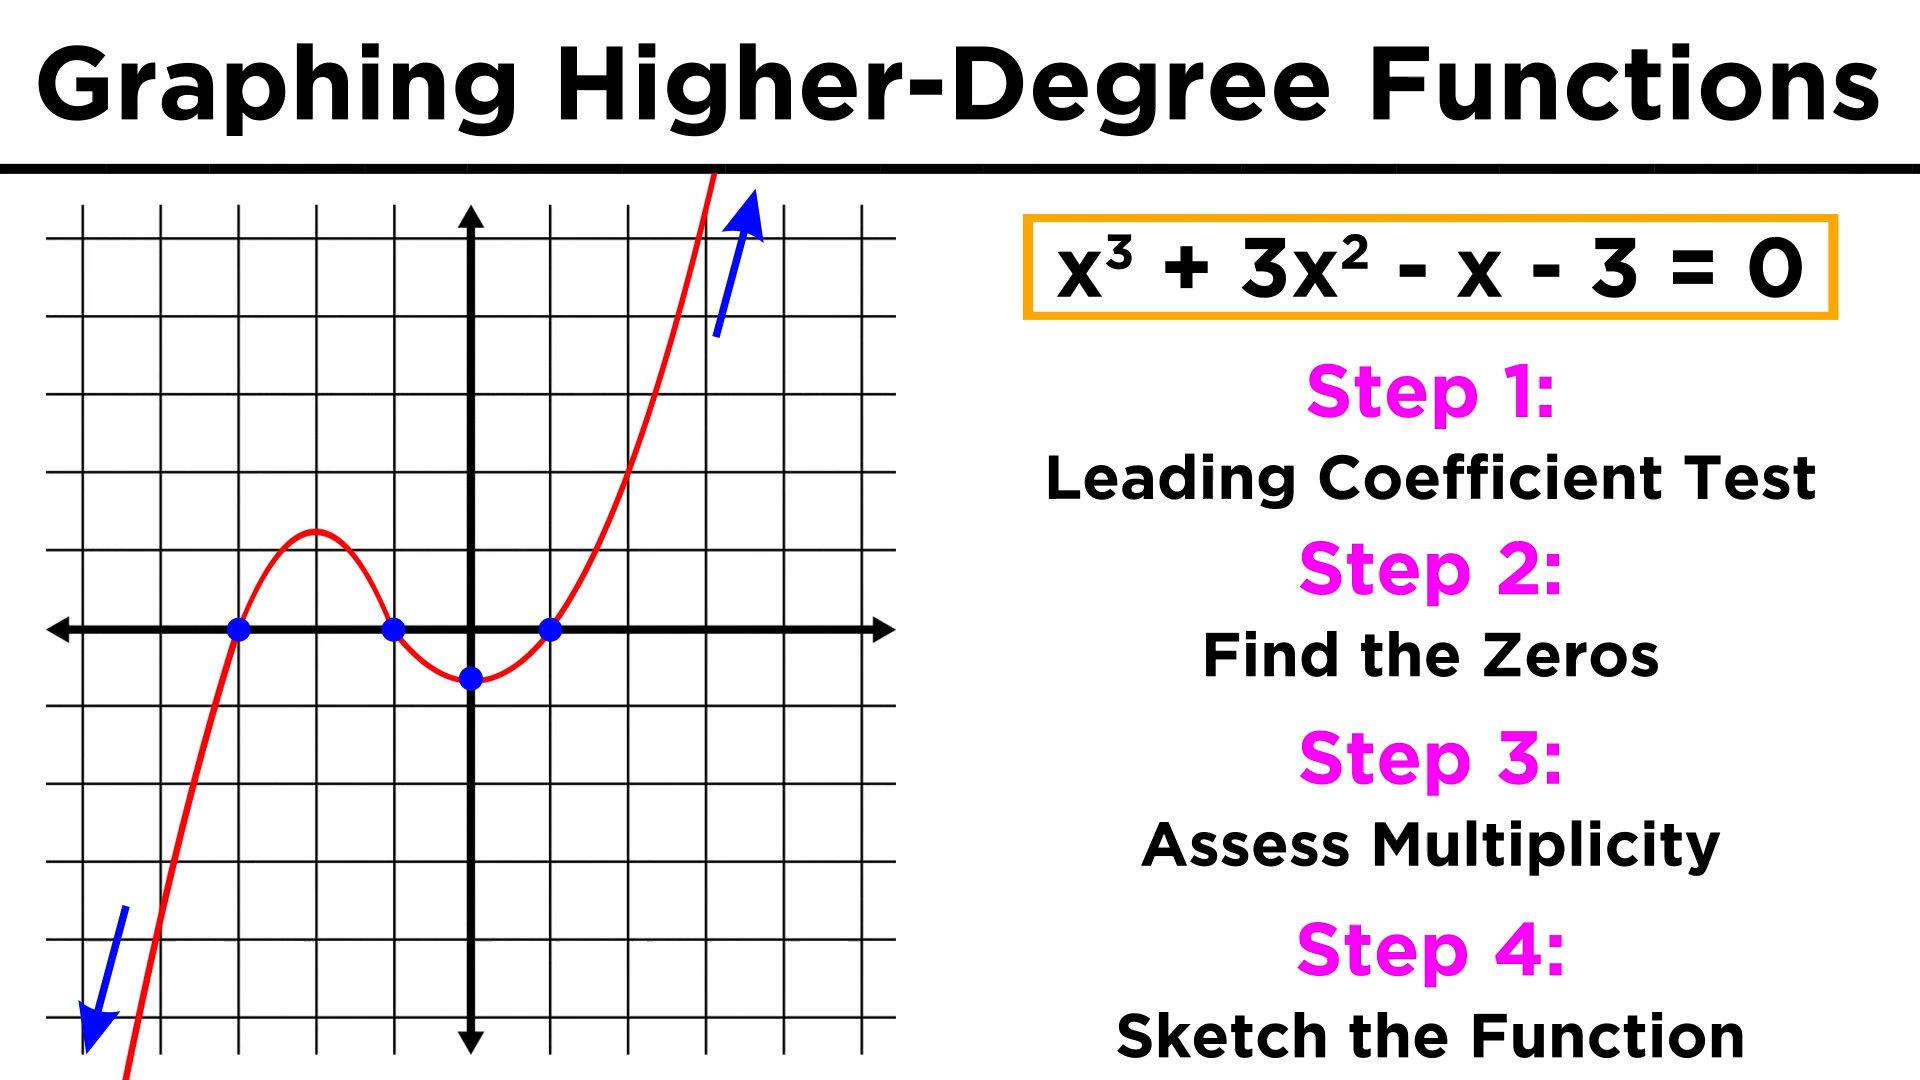 Graphing Higher-Degree Functions
x³ + 3x² - x - 3 = 0
Step 1:
Leading Coefficient Test
Step 2:
Find the Zeros
Step 3:
Assess Multiplicity
Step 4:
Sketch the Function